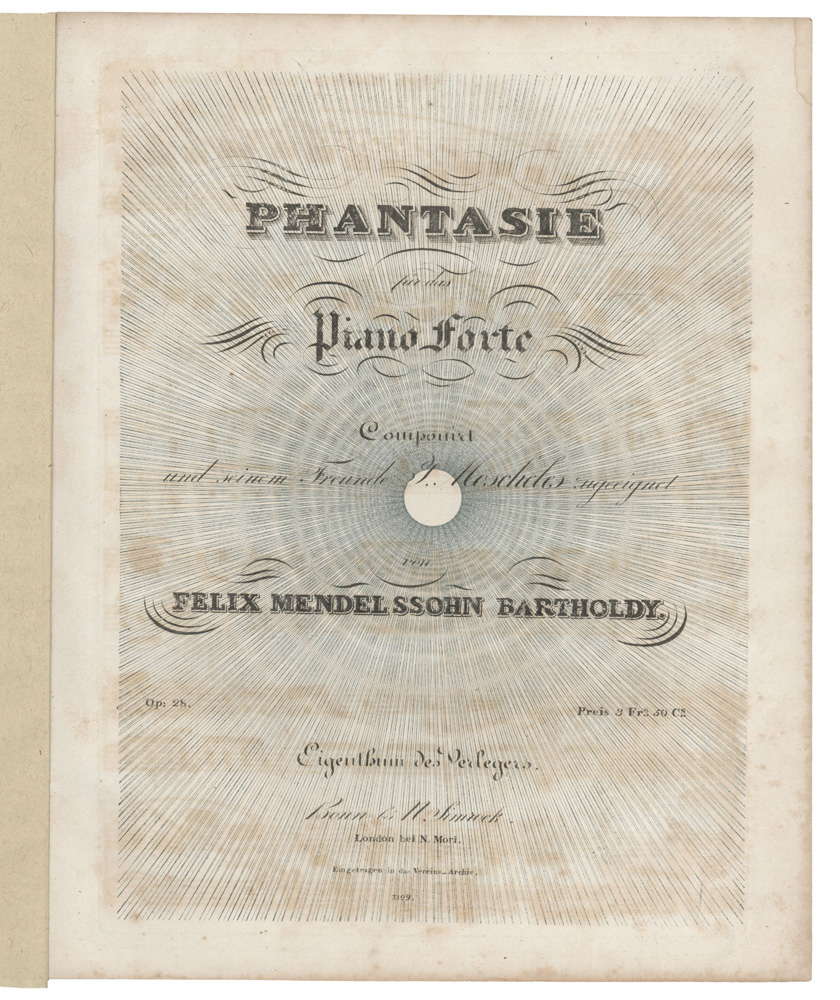 PHANTASIE
für das
Piano Forte
Componirt
und seinem Freunde I. Moscheles zugeeignet
von
FELIX MENDELSSOHN BARTHOLDY.
Op: 28.
Preis 3 Frs 50 Cs
Eigenthum des Verlegers.
Bonn bei N. Simrock.
London bei N. Mori.
Eingetragen in das Vereins-Archiv.